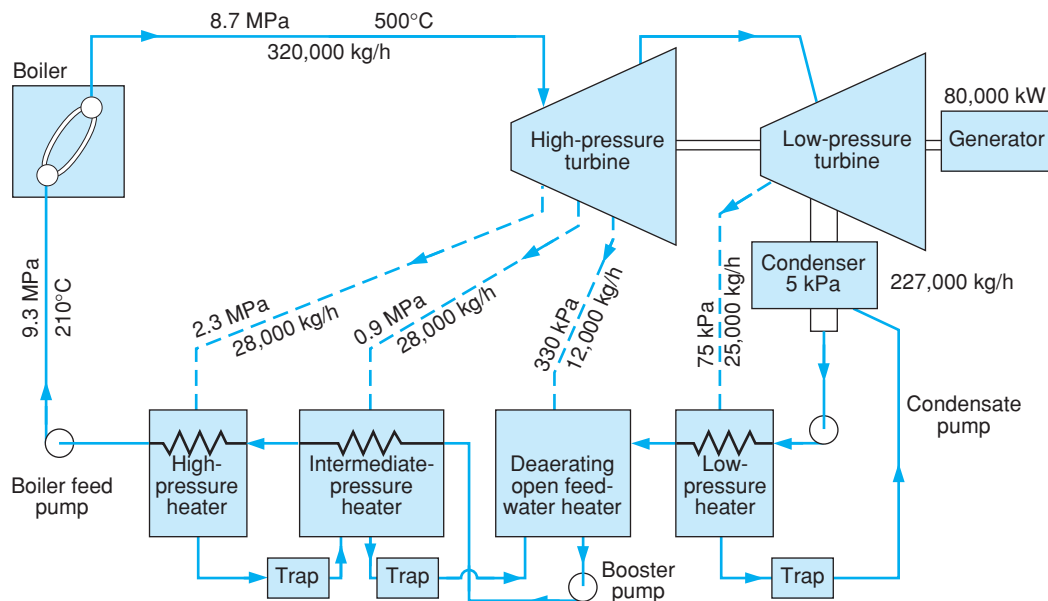 8.7 MPa 500°C
320,000 kg/h
Boiler
80,000 kW
High-pressure
turbine
Low-pressure
turbine
Generator
9.3 MPa
210°C
2.3 MPa
28,000 kg/h
0.9 MPa
28,000 kg/h
330 kPa
12,000 kg/h
75 kPa
25,000 kg/h
Condenser
5 kPa
227,000 kg/h
Condensate
pump
Boiler feed
pump
High-
pressure
heater
Intermediate-
pressure
heater
Deaerating
open feed-
water heater
Low-
pressure
heater
Trap
Trap
Booster
pump
Trap